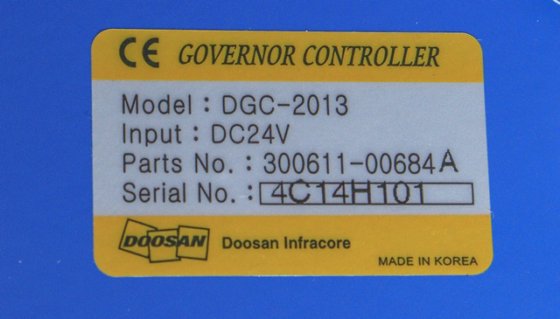 CE GOVERNOR CONTROLLER
Model : DGC-2013
Input : DC24V
Parts No. : 300611-00684A
Serial No. : 4C14H101
DOOSAN Doosan Infracore
MADE IN KOREA